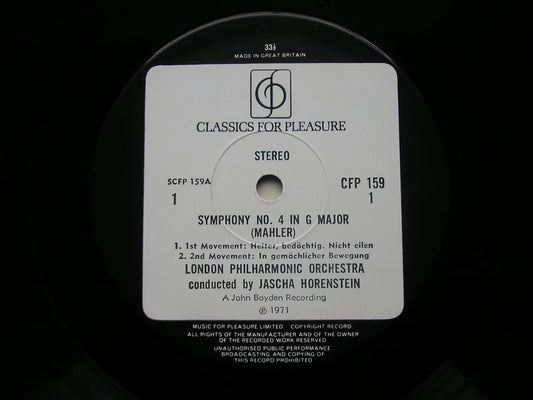 33⅓
MADE IN GREAT BRITAIN
CLASSICS FOR PLEASURE
STEREO
SCFP 159A
1
CFP 159
1
SYMPHONY NO. 4 IN G MAJOR
(MAHLER)
1. 1st Movement: Heiter, bedächtig. Nicht eilen
2. 2nd Movement: In gemächlicher Bewegung
LONDON PHILHARMONIC ORCHESTRA
conducted by JASCHA HORENSTEIN
A John Boyden Recording
℗ 1971
MUSIC FOR PLEASURE LIMITED COPYRIGHT RECORD
ALL RIGHTS OF THE MANUFACTURER AND OF THE OWNER
OF THE RECORDED WORK RESERVED
UNAUTHORISED PUBLIC PERFORMANCE
BROADCASTING AND COPYING OF
THIS RECORD PROHIBITED